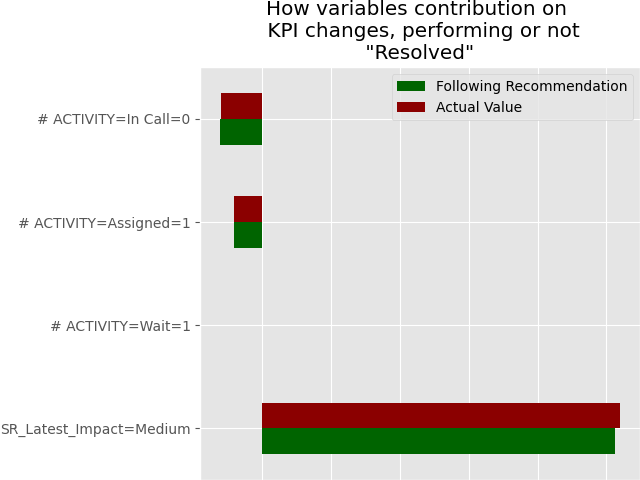 How variables contribution on
KPI changes, performing or not
"Resolved"
Following Recommendation
Actual Value
# ACTIVITY=In Call=0
# ACTIVITY=Assigned=1
# ACTIVITY=Wait=1
SR_Latest_Impact=Medium